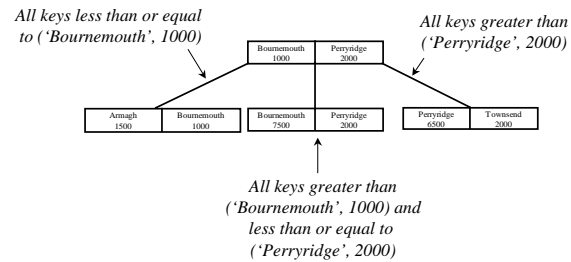 All keys less than or equal
to (‘Bournemouth’, 1000)
All keys greater than
(‘Perryridge’, 2000)
Bournemouth
1000
Perryridge
2000
Armagh
1500
Bournemouth
1000
Bournemouth
7500
Perryridge
2000
Perryridge
6500
Townsend
2000
All keys greater than
(‘Bournemouth’, 1000) and
less than or equal to
(‘Perryridge’, 2000)